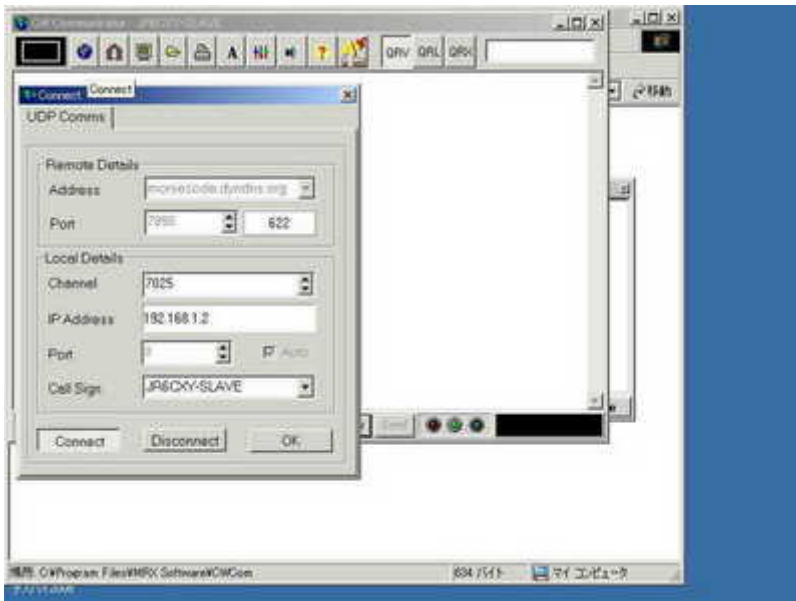 CW Communicator - JR6CXY-SLAVE
A
?
QRV QRL QRX
Connect
Connect
移動
UDP Comms
Remote Details
Address morsecode.dyndns.org
Port 622
Local Details
Channel 7025
IP Address 192.168.1.2
Port 0 Auto
Call Sign JR6CXY-SLAVE
Send
Connect Disconnect OK
場所: C:¥Program Files¥MRX Software¥CWCom
634 バイト
マイ コンピュータ